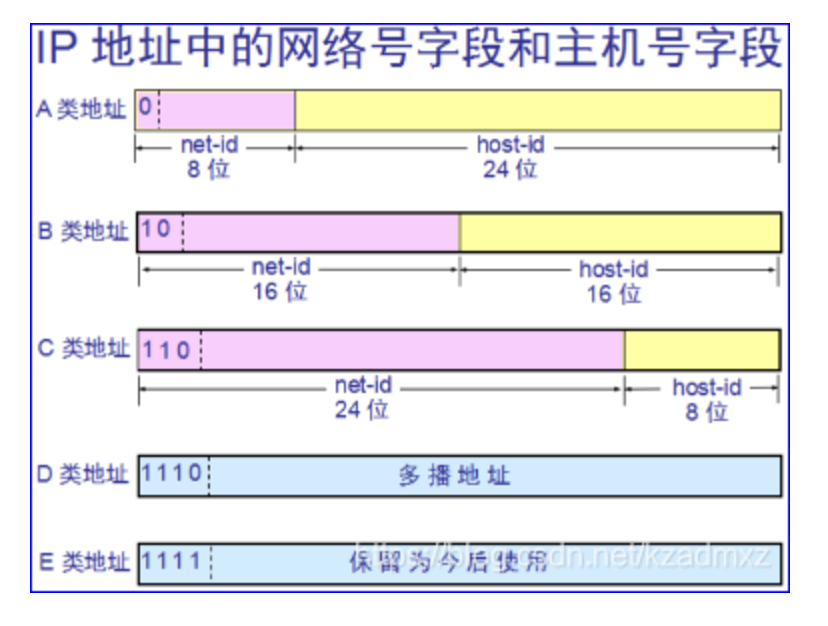 IP 地址中的网络号字段和主机号字段
A 类地址 0
net-id host-id
8 位 24 位
B 类地址 10
net-id host-id
16 位 16 位
C 类地址 110
net-id host-id
24 位 8 位
D 类地址 1110 多播地址
E 类地址 1111 保留为今后使用
https://blog.csdn.net/kzadmxz